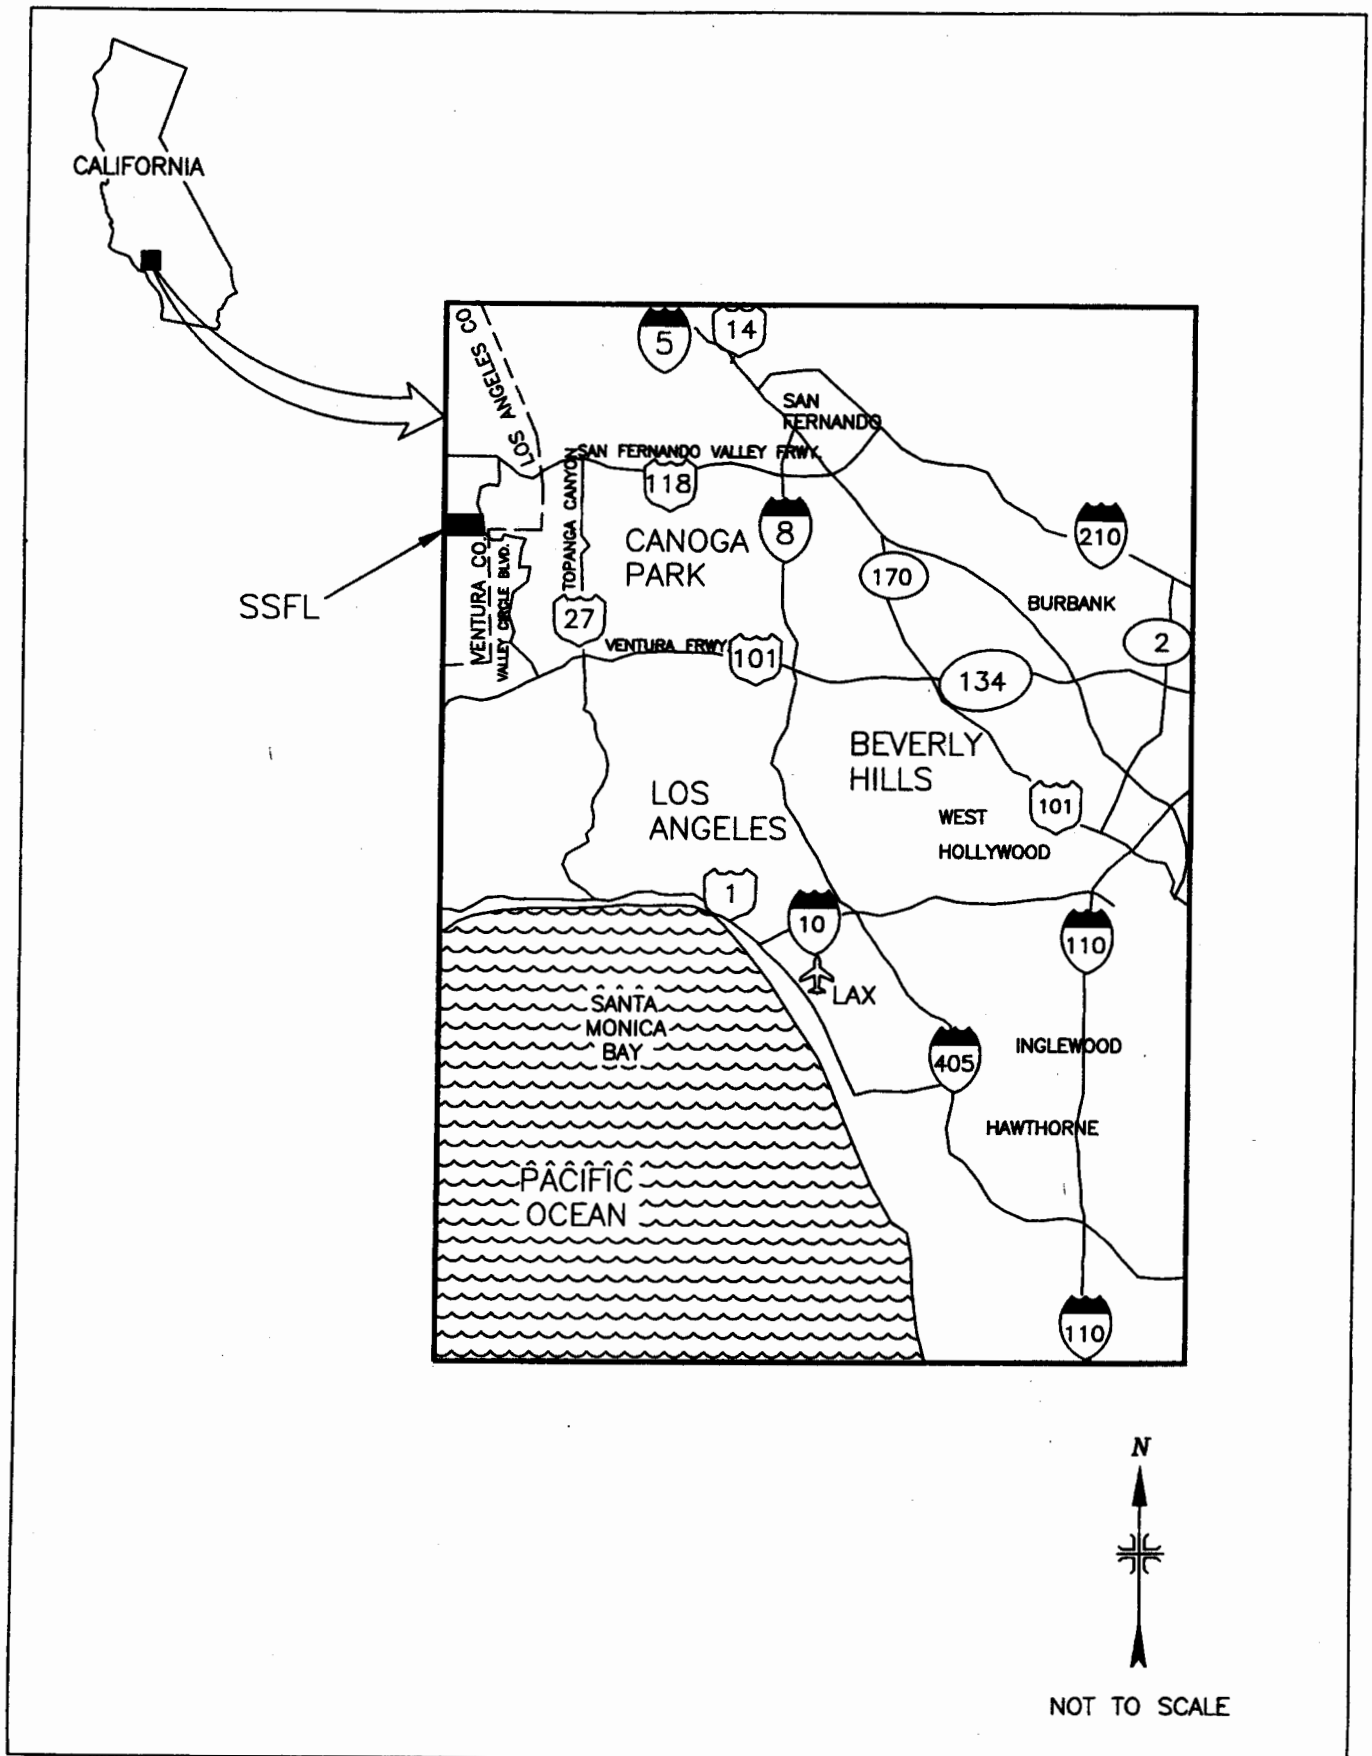 CALIFORNIA
LOS ANGELES CO
5
14
SAN
FERNANDO
SAN FERNANDO VALLEY FRWY.
118
TOPANGA CANYON
CANOGA
PARK
8
210
170
SSFL
VENTURA CO.
VALLEY CIRCLE BLVD.
27
BURBANK
2
VENTURA FRWY
101
134
BEVERLY
HILLS
LOS
ANGELES
101
WEST
HOLLYWOOD
1
10
110
LAX
SANTA
MONICA
BAY
405
INGLEWOOD
HAWTHORNE
PACIFIC
OCEAN
110
N
NOT TO SCALE